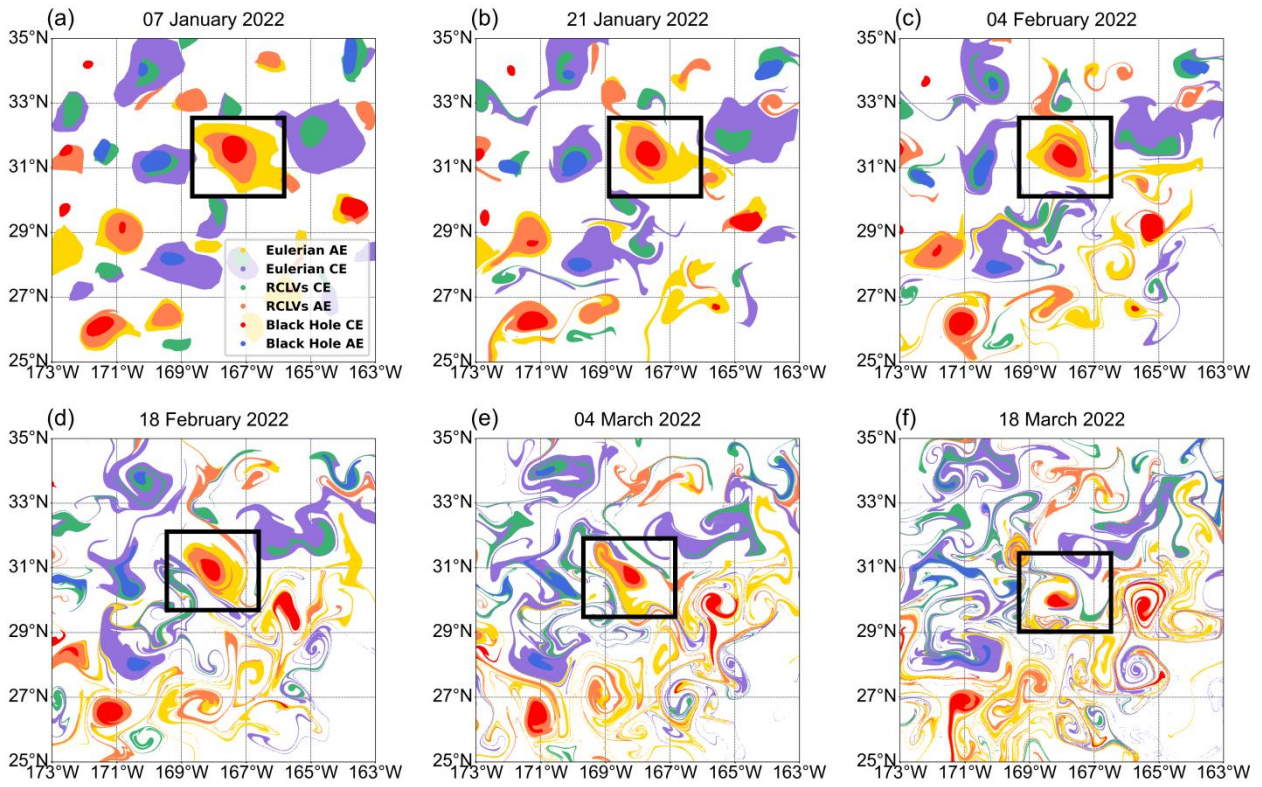 (a) 07 January 2022
(b) 21 January 2022
(c) 04 February 2022
35°N
33°N
31°N
29°N
27°N
25°N
173°W 171°W 169°W 167°W 165°W 163°W
Eulerian AE
Eulerian CE
RCLVs CE
RCLVs AE
Black Hole CE
Black Hole AE
35°N
33°N
31°N
29°N
27°N
25°N
173°W 171°W 169°W 167°W 165°W 163°W
35°N
33°N
31°N
29°N
27°N
25°N
173°W 171°W 169°W 167°W 165°W 163°W
(d) 18 February 2022
(e) 04 March 2022
(f) 18 March 2022
35°N
33°N
31°N
29°N
27°N
25°N
173°W 171°W 169°W 167°W 165°W 163°W
35°N
33°N
31°N
29°N
27°N
25°N
173°W 171°W 169°W 167°W 165°W 163°W
35°N
33°N
31°N
29°N
27°N
25°N
173°W 171°W 169°W 167°W 165°W 163°W